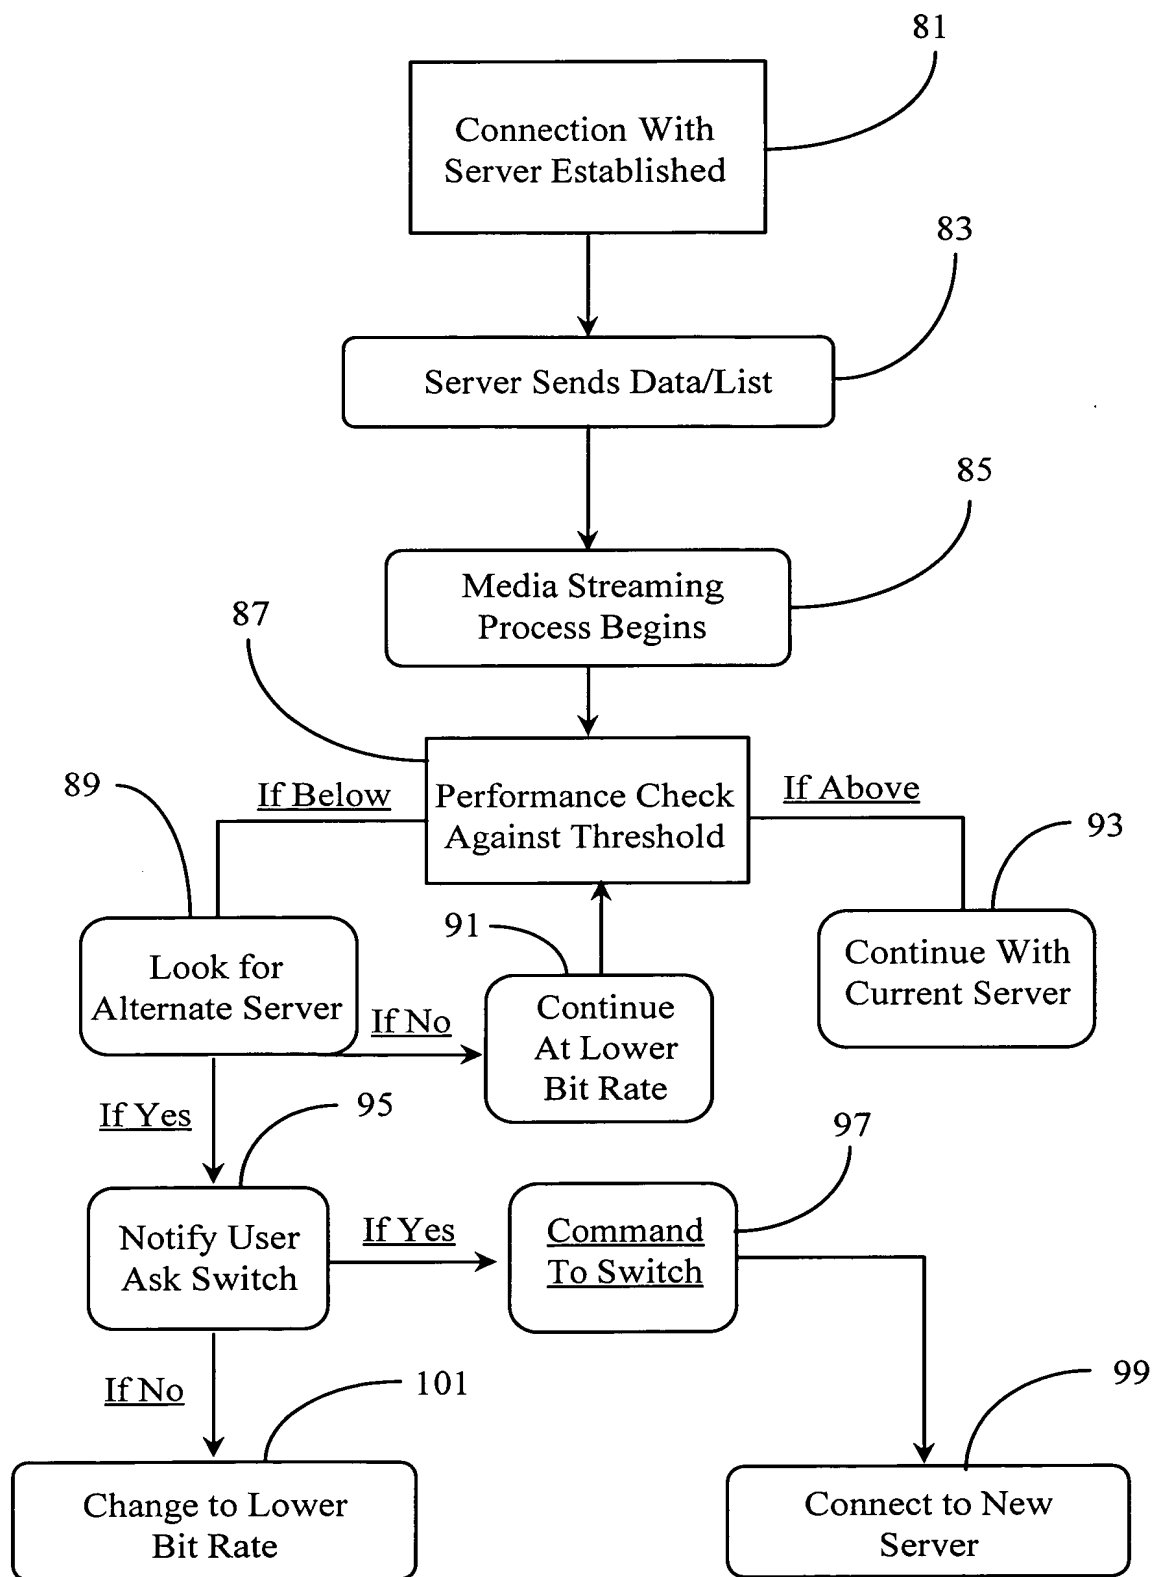 81
Connection With
Server Established
83
Server Sends Data/List
85
Media Streaming
Process Begins
87
Performance Check
Against Threshold
If Below
If Above
89
93
Look for
Alternate Server
91
Continue With
Current Server
If No
Continue
At Lower
Bit Rate
If Yes
95
97
Notify User
Ask Switch
If Yes
Command
To Switch
If No
101
99
Change to Lower
Bit Rate
Connect to New
Server